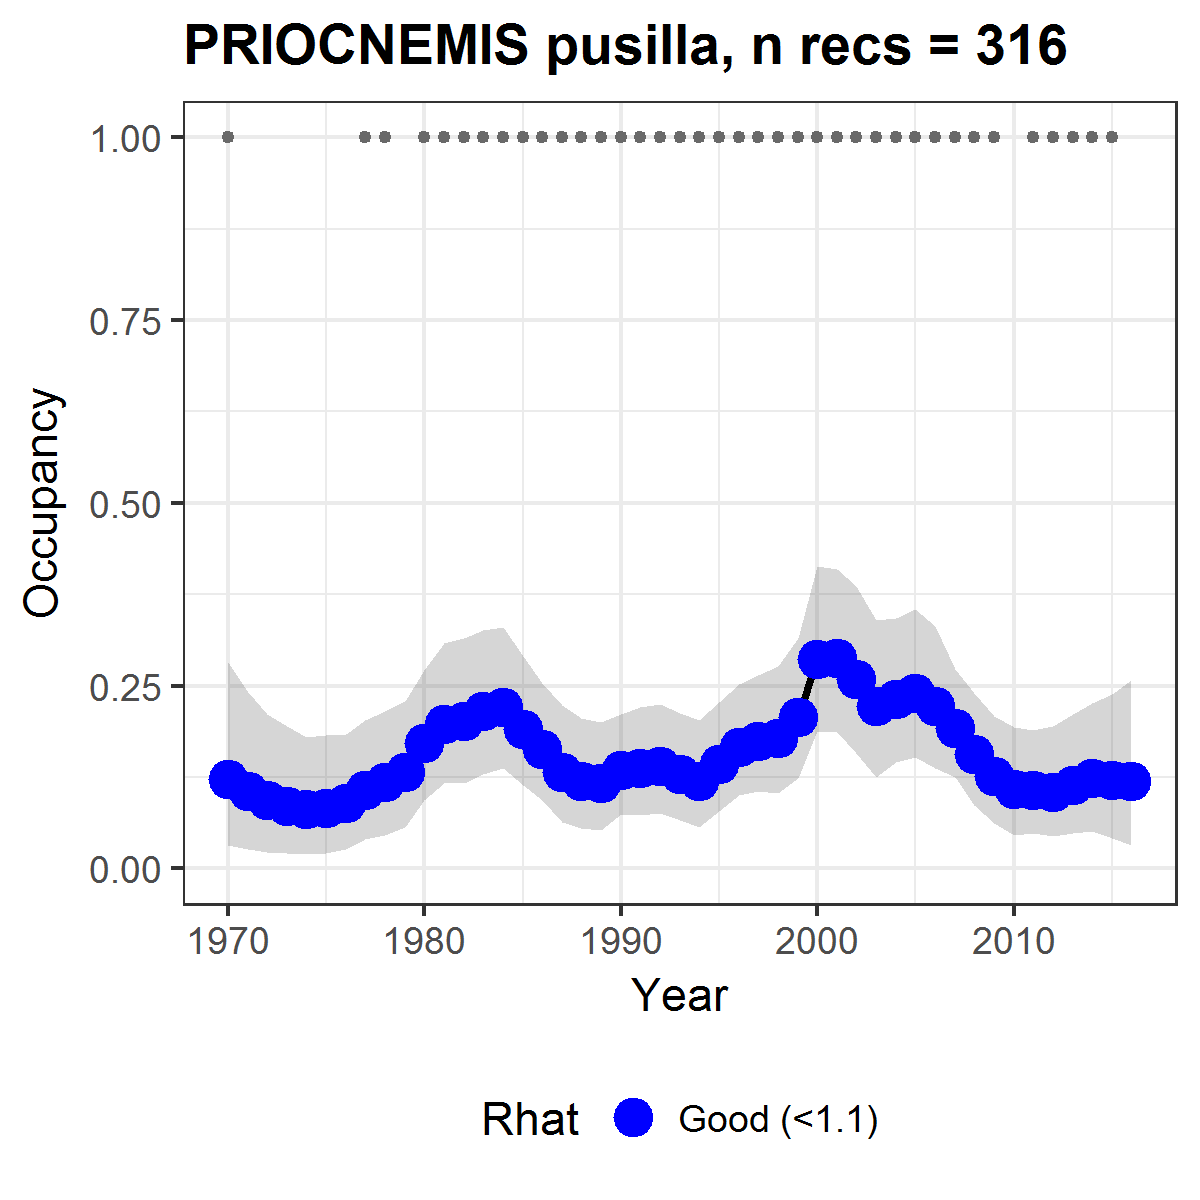 PRIOCNEMIS pusilla, n recs = 316
1.00
0.75
0.50
0.25
0.00
Occupancy
1970 1980 1990 2000 2010
Year
Rhat Good (<1.1)